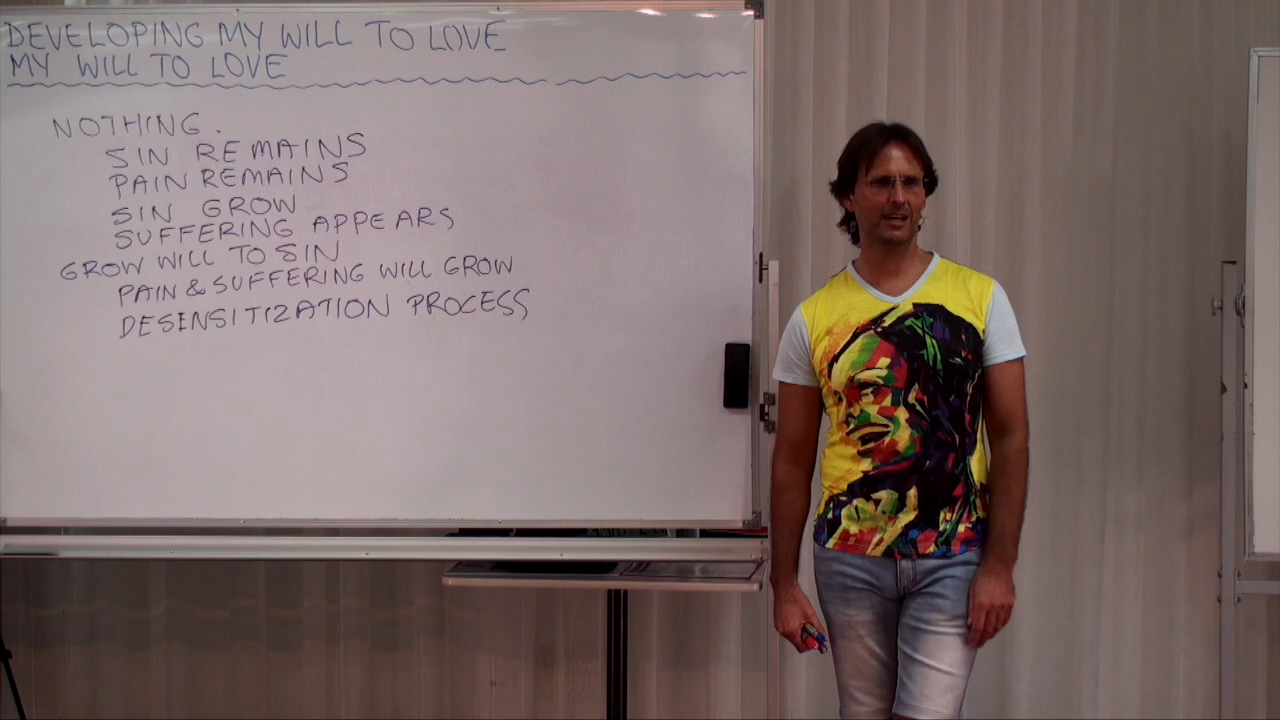 DEVELOPING MY WILL TO LOVE
MY WILL TO LOVE
NOTHING.
SIN REMAINS
PAIN REMAINS
SIN GROW
SUFFERING APPEARS
GROW WILL TO SIN
PAIN & SUFFERING WILL GROW
DESENSITIZATION PROCESS